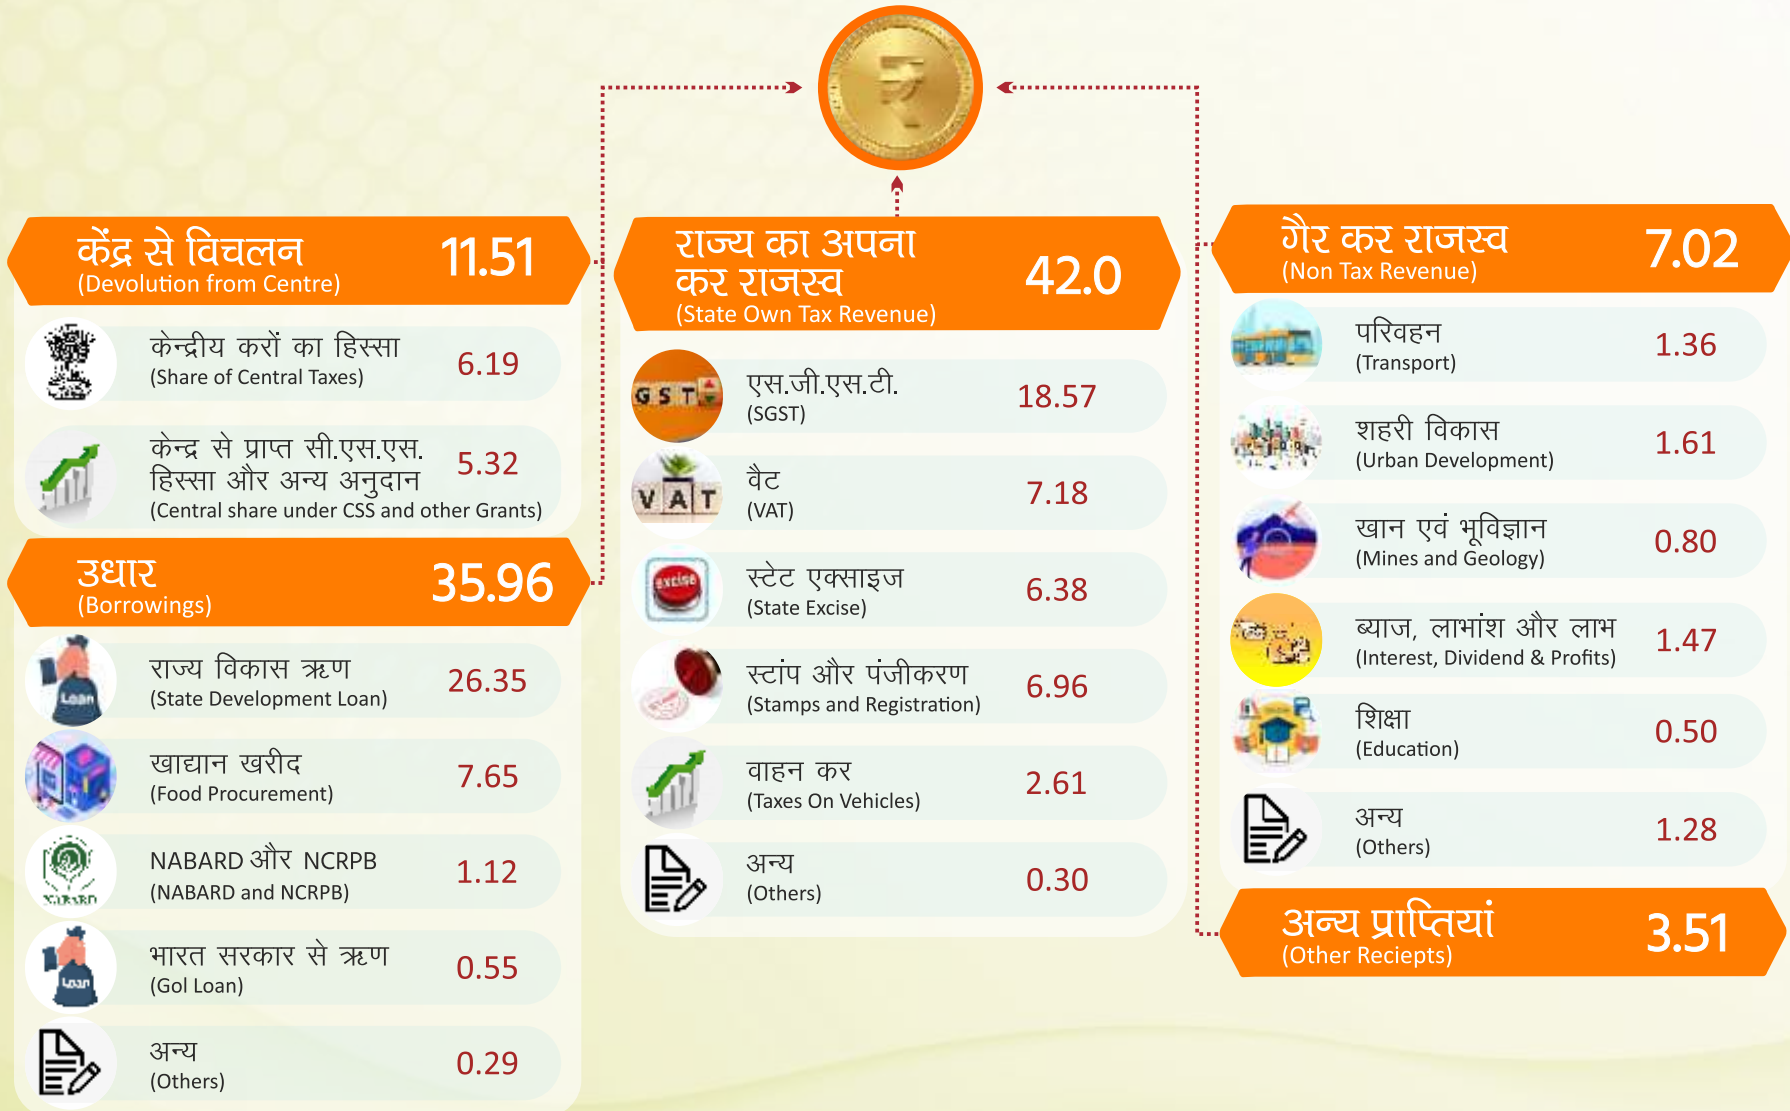 केंद्र से विचलन
(Devolution from Centre)
11.51
केन्द्रीय करों का हिस्सा
(Share of Central Taxes)
6.19
केन्द्र से प्राप्त सी.एस.एस.
हिस्सा और अन्य अनुदान
(Central share under CSS and other Grants)
5.32
उधार
(Borrowings)
35.96
राज्य विकास ऋण
(State Development Loan)
26.35
Loan
खाद्यान खरीद
(Food Procurement)
7.65
NABARD और NCRPB
(NABARD and NCRPB)
1.12
NABARD
भारत सरकार से ऋण
(GoI Loan)
0.55
Loan
अन्य
(Others)
0.29
राज्य का अपना
कर राजस्व
(State Own Tax Revenue)
42.0
GST
एस.जी.एस.टी.
(SGST)
18.57
VAT
वैट
(VAT)
7.18
excise
स्टेट एक्साइज
(State Excise)
6.38
स्टांप और पंजीकरण
(Stamps and Registration)
6.96
वाहन कर
(Taxes On Vehicles)
2.61
अन्य
(Others)
0.30
गैर कर राजस्व
(Non Tax Revenue)
7.02
परिवहन
(Transport)
1.36
शहरी विकास
(Urban Development)
1.61
खान एवं भूविज्ञान
(Mines and Geology)
0.80
ब्याज, लाभांश और लाभ
(Interest, Dividend & Profits)
1.47
शिक्षा
(Education)
0.50
अन्य
(Others)
1.28
अन्य प्राप्तियां
(Other Reciepts)
3.51
₹